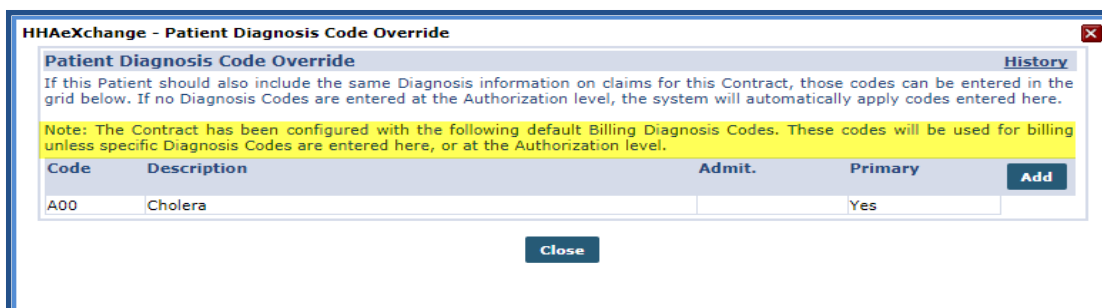 HHAeXchange - Patient Diagnosis Code Override
X
Patient Diagnosis Code Override History
If this Patient should also include the same Diagnosis information on claims for this Contract, those codes can be entered in the
grid below. If no Diagnosis Codes are entered at the Authorization level, the system will automatically apply codes entered here.
Note: The Contract has been configured with the following default Billing Diagnosis Codes. These codes will be used for billing
unless specific Diagnosis Codes are entered here, or at the Authorization level.
Code Description Admit. Primary Add
A00 Cholera Yes
Close